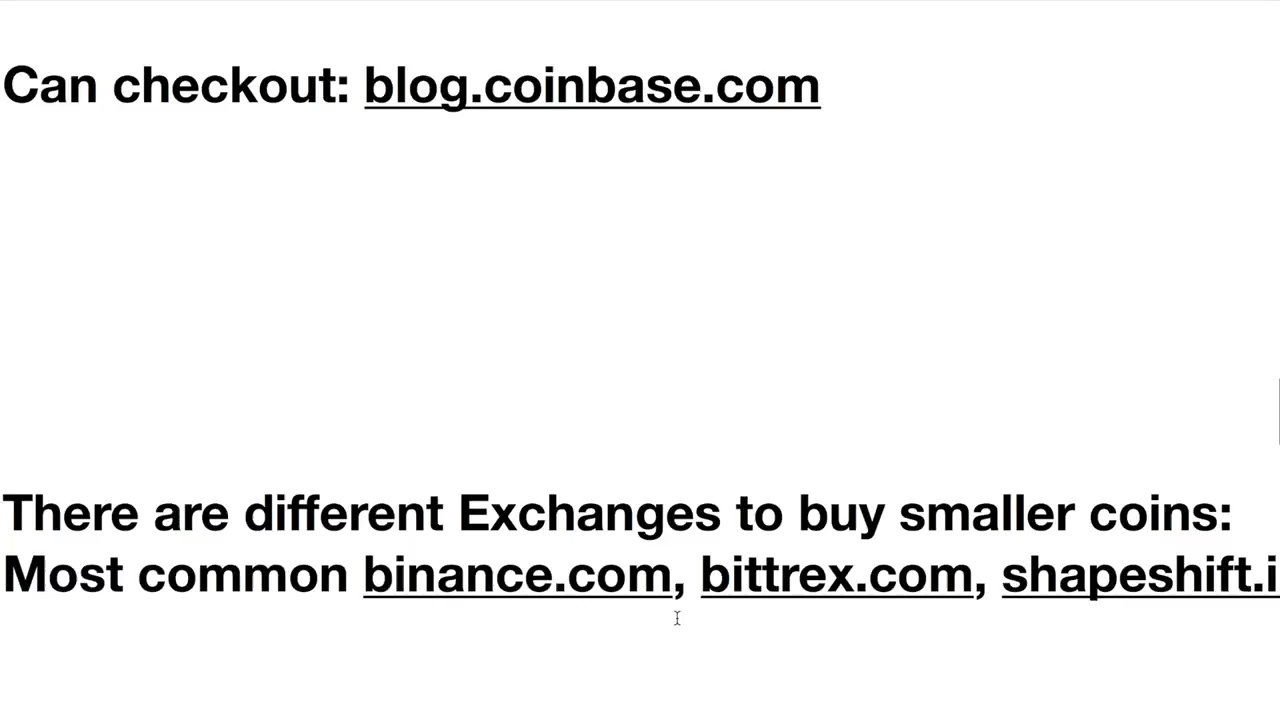 Can checkout: blog.coinbase.com
There are different Exchanges to buy smaller coins:
Most common binance.com, bittrex.com, shapeshift.i